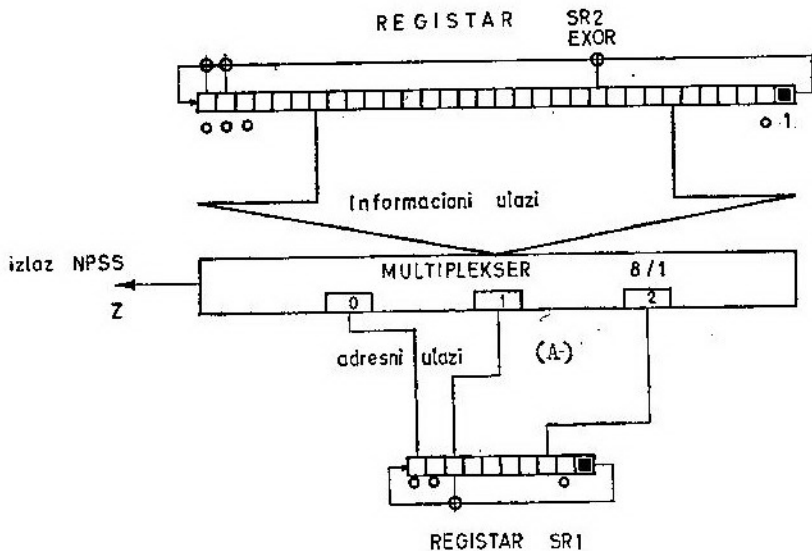 REGISTAR SR2
EXOR
1
Informacioni ulazi
izlaz NPSS
Z
MULTIPLEKSER 8/1
0 1 2
adresni ulazi (A)
REGISTAR SR1